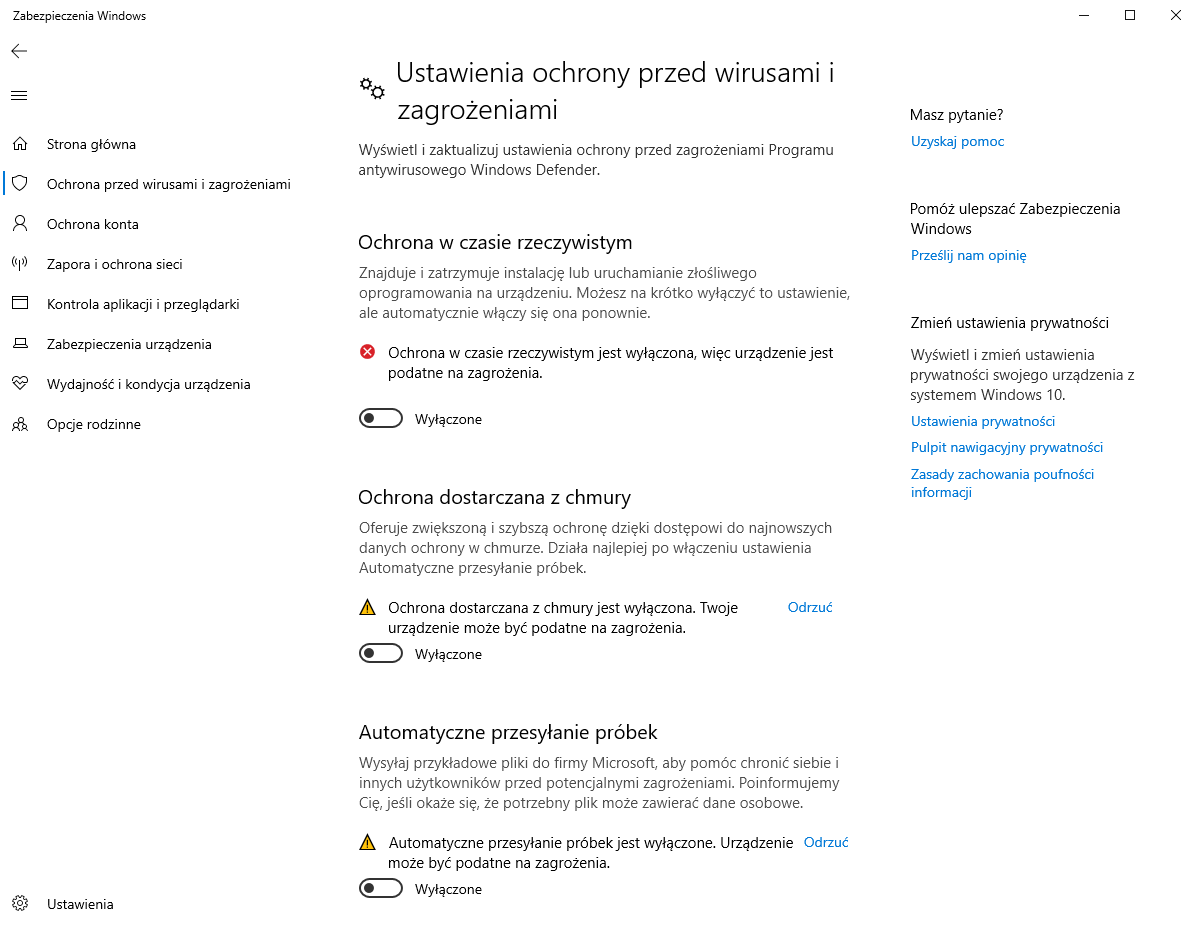 Zabezpieczenia Windows
Strona główna
Ochrona przed wirusami i zagrożeniami
Ochrona konta
Zapora i ochrona sieci
Kontrola aplikacji i przeglądarki
Zabezpieczenia urządzenia
Wydajność i kondycja urządzenia
Opcje rodzinne
Ustawienia
Ustawienia ochrony przed wirusami i
zagrożeniami
Wyświetl i zaktualizuj ustawienia ochrony przed zagrożeniami Programu
antywirusowego Windows Defender.
Ochrona w czasie rzeczywistym
Znajduje i zatrzymuje instalację lub uruchamianie złośliwego
oprogramowania na urządzeniu. Możesz na krótko wyłączyć to ustawienie,
ale automatycznie włączy się ona ponownie.
Ochrona w czasie rzeczywistym jest wyłączona, więc urządzenie jest
podatne na zagrożenia.
Wyłączone
Ochrona dostarczana z chmury
Oferuje zwiększoną i szybszą ochronę dzięki dostępowi do najnowszych
danych ochrony w chmurze. Działa najlepiej po włączeniu ustawienia
Automatyczne przesyłanie próbek.
Ochrona dostarczana z chmury jest wyłączona. Twoje
urządzenie może być podatne na zagrożenia.
Odrzuć
Wyłączone
Automatyczne przesyłanie próbek
Wysyłaj przykładowe pliki do firmy Microsoft, aby pomóc chronić siebie i
innych użytkowników przed potencjalnymi zagrożeniami. Poinformujemy
Cię, jeśli okaże się, że potrzebny plik może zawierać dane osobowe.
Automatyczne przesyłanie próbek jest wyłączone. Urządzenie
może być podatne na zagrożenia.
Odrzuć
Wyłączone
Masz pytanie?
Uzyskaj pomoc
Pomóż ulepszać Zabezpieczenia
Windows
Prześlij nam opinię
Zmień ustawienia prywatności
Wyświetl i zmień ustawienia
prywatności swojego urządzenia z
systemem Windows 10.
Ustawienia prywatności
Pulpit nawigacyjny prywatności
Zasady zachowania poufności
informacji